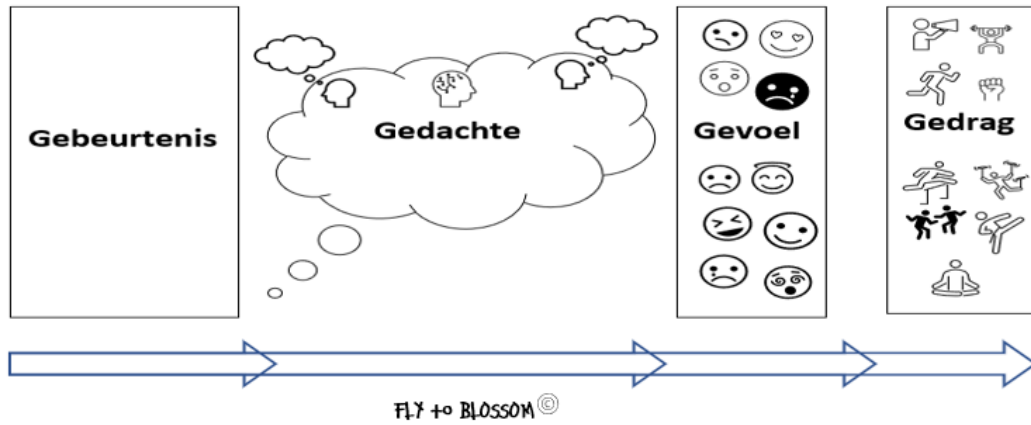 Gebeurtenis
Gedachte
Gevoel
Gedrag
FLY to BLOSSOM ©